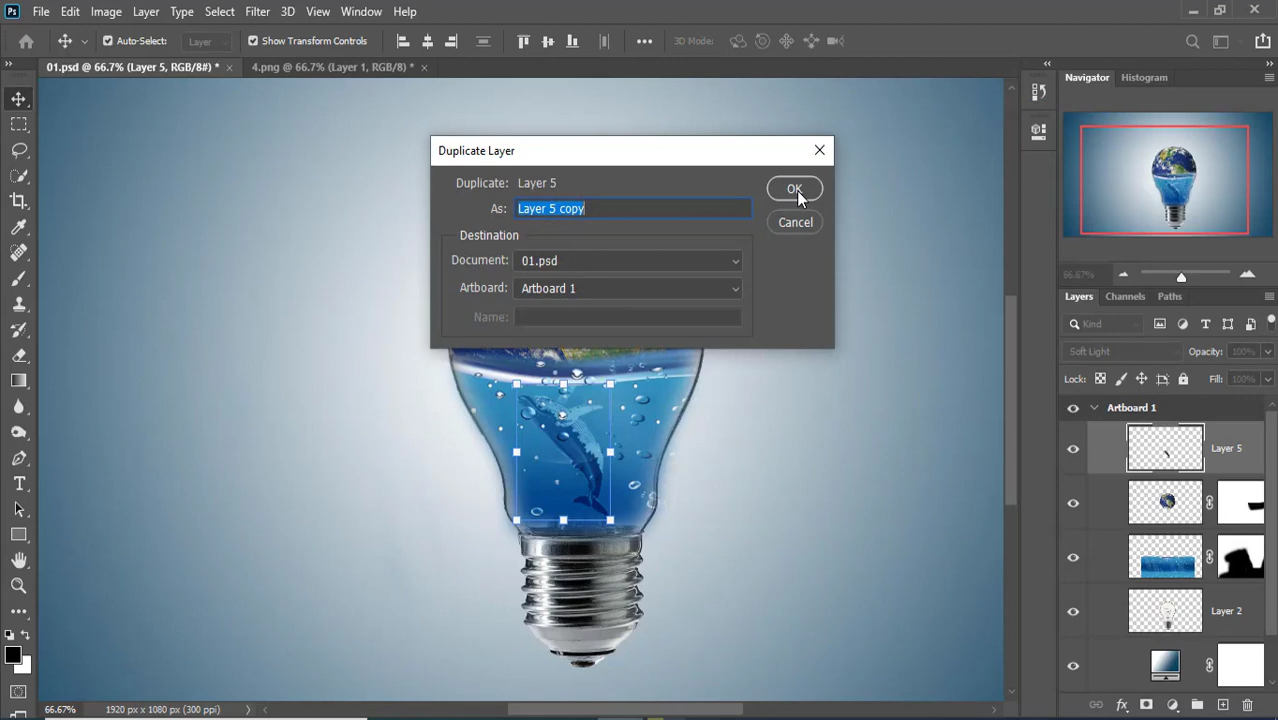 Ps File Edit Image Layer Type Select Filter 3D View Window Help
Auto-Select: Layer Show Transform Controls 3D Mode:
01.psd @ 66.7% (Layer 5, RGB/8#) * 4.png @ 66.7% (Layer 1, RGB/8) *
Navigator Histogram
Duplicate Layer
Duplicate: Layer 5
OK
As: Layer 5 copy
Cancel
Destination
Document: 01.psd
Artboard: Artboard 1
Name:
66.67%
Layers Channels Paths
Kind
Soft Light Opacity: 100%
Lock: Fill: 100%
Artboard 1
Layer 5
Layer 2
66.67% 1920 px x 1080 px (300 ppi)